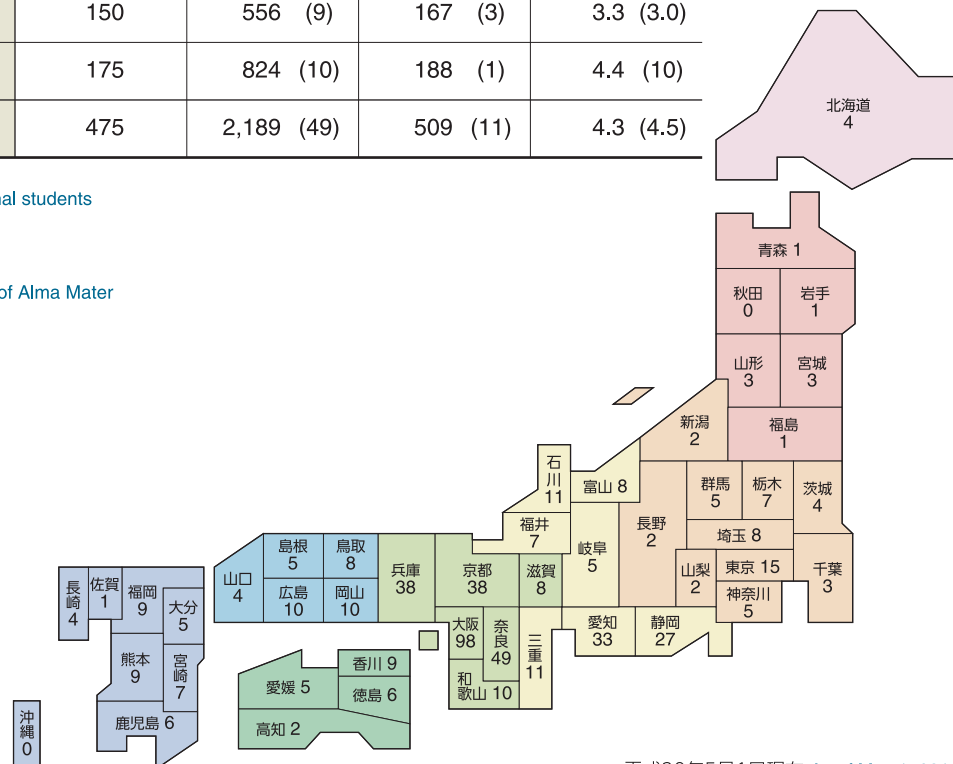 150 556 (9) 167 (3) 3.3 (3.0)
175 824 (10) 188 (1) 4.4 (10)
475 2,189 (49) 509 (11) 4.3 (4.5)
students
of Alma Mater
北海道
4
青森 1
秋田
0
岩手
1
山形
3
宮城
3
新潟
2
福島
1
石川
11
富山 8
群馬
5
栃木
7
茨城
4
福井
7
岐阜
5
長野
2
埼玉 8
山梨
2
東京 15
千葉
3
神奈川
5
島根
5
鳥取
8
山口
4
広島
10
岡山
10
兵庫
38
京都
38
滋賀
8
大阪
98
奈良
49
三重
11
愛知
33
静岡
27
和歌山 10
長崎
4
佐賀
1
福岡
9
大分
5
熊本
9
宮崎
7
鹿児島 6
沖縄
0
香川 9
愛媛 5
徳島 6
高知 2